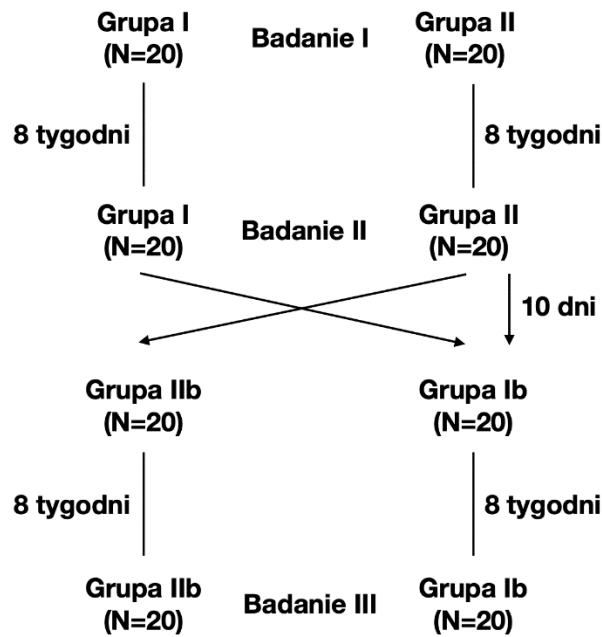 Grupa I
(N=20)
Badanie I
Grupa II
(N=20)
8 tygodni
8 tygodni
Grupa I
(N=20)
Badanie II
Grupa II
(N=20)
10 dni
Grupa IIb
(N=20)
Grupa Ib
(N=20)
8 tygodni
8 tygodni
Grupa IIb
(N=20)
Badanie III
Grupa Ib
(N=20)